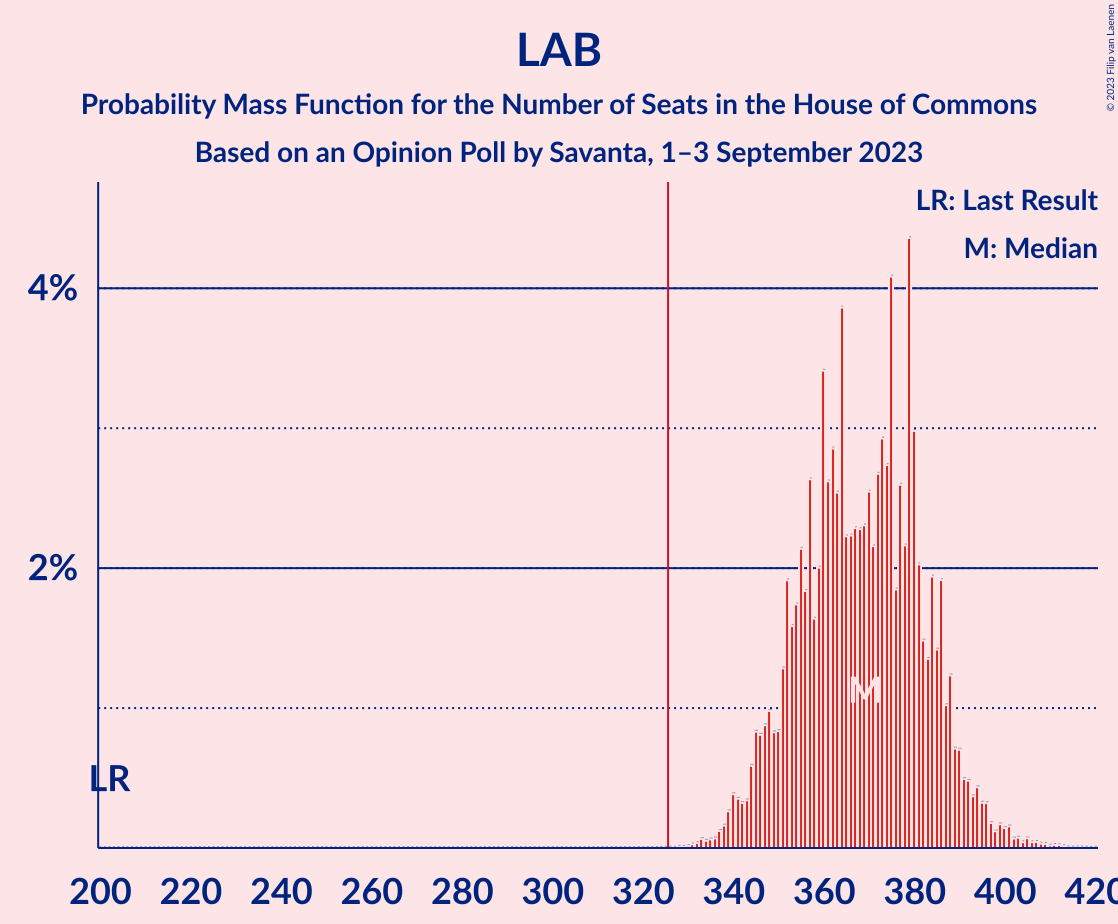 LAB
Probability Mass Function for the Number of Seats in the House of Commons
Based on an Opinion Poll by Savanta, 1–3 September 2023
© 2023 Filip van Laenen
LR: Last Result
M: Median
4%
2%
M
LR
200 220 240 260 280 300 320 340 360 380 400 420